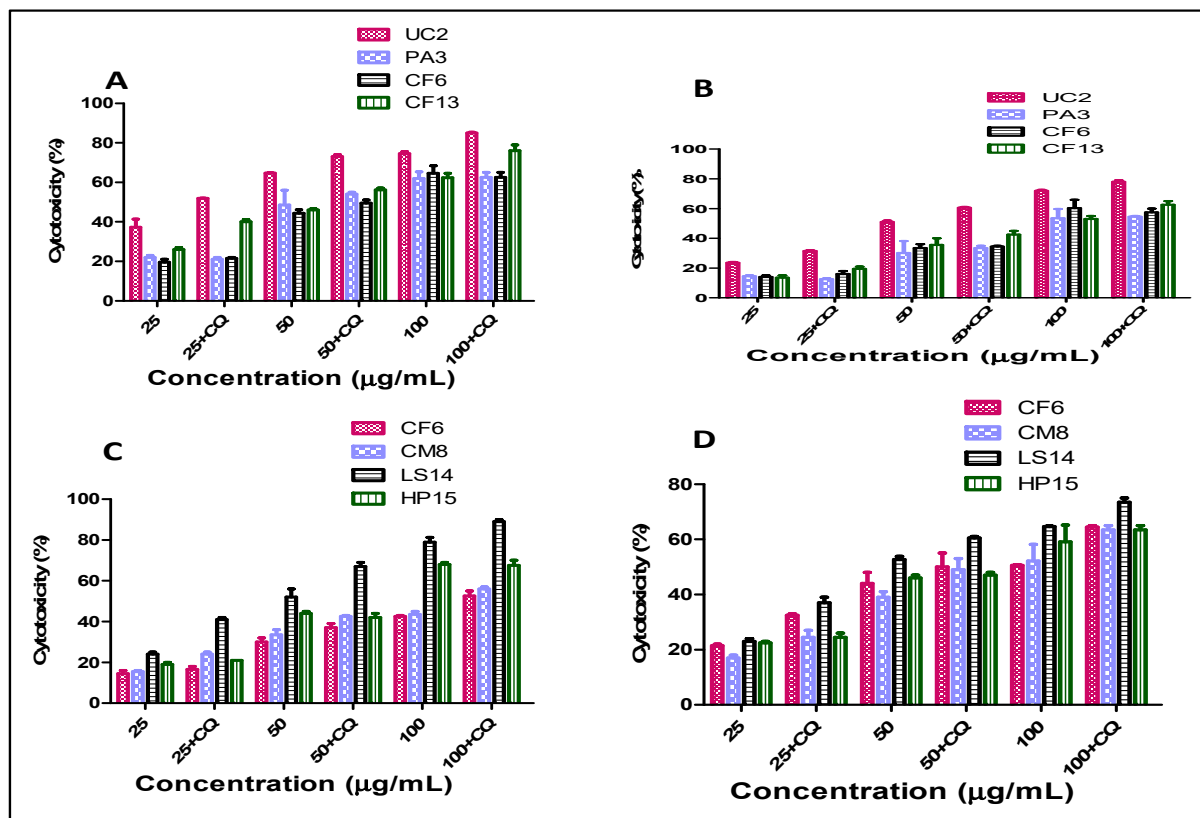 A
UC2
PA3
CF6
CF13
100
80
60
40
20
0
Cytotoxicity (%)
25
25+CQ
50
50+CQ
100
100+CQ
Concentration (μg/mL)
B
UC2
PA3
CF6
CF13
100
80
60
40
20
0
Cytotoxicity (%)
25
25+CQ
50
50+CQ
100
100+CQ
Concentration (μg/mL)
C
CF6
CM8
LS14
HP15
100
80
60
40
20
0
Cytotoxicity (%)
25
25+CQ
50
50+CQ
100
100+CQ
Concentration (μg/mL)
D
CF6
CM8
LS14
HP15
80
60
40
20
0
Cytotoxicity (%)
25
25+CQ
50
50+CQ
100
100+CQ
Concentration (μg/mL)